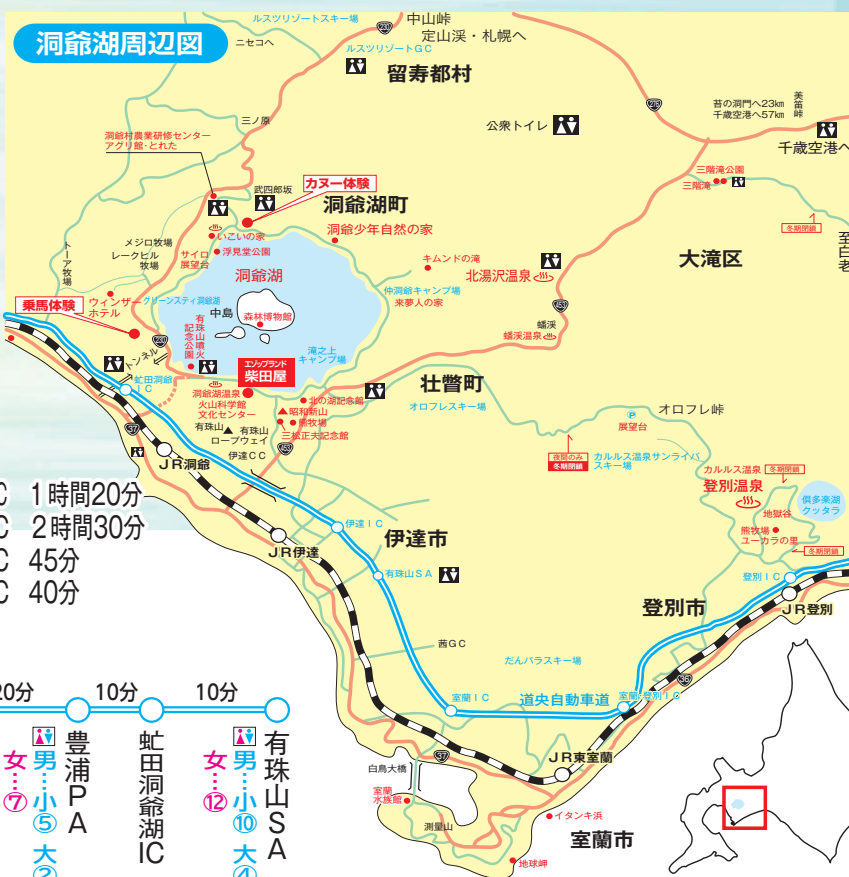 洞爺湖周辺図
ルスツリゾートスキー場
ニセコへ
230
中山峠
定山渓・札幌へ
ルスツリゾートGC
留寿都村
276
苔の洞門へ23km
千歳空港へ57km
美笛峠
公衆トイレ
千歳空港へ
三ノ原
洞爺村農業研修センター
アグリ館・とれた
三階滝公園
三階滝
武四郎坂
カヌー体験
洞爺湖町
洞爺少年自然の家
冬期閉鎖
至白老
いこいの家
浮見堂公園
サイロ
展望台
メジロ牧場
レークヒル
牧場
トーア牧場
キムンドの滝
北湯沢温泉
大滝区
洞爺湖
仲洞爺キャンプ場
来夢人の家
453
乗馬体験
ウィンザー
ホテル
グリーンステイ洞爺湖
中島
森林博物館
蟠渓
蟠渓温泉
230
有珠山噴火
記念公園
滝之上
キャンプ場
トンネル
エゾップランド
柴田屋
壮瞥町
虻田洞爺
IC
洞爺湖温泉
火山科学館
文化センター
北の湖記念館
昭和新山
熊牧場
三松正夫記念館
オロフレスキー場
オロフレ峠
P
展望台
有珠山
有珠山
ロープウェイ
37
伊達CC
453
JR洞爺
夜間のみ
冬期閉鎖
カルルス温泉サンライバ
スキー場
カルルス温泉
冬期閉鎖
登別温泉
倶多楽湖
クッタラ
地獄谷
熊牧場
ユーカラの里
冬期閉鎖
C 1時間20分
C 2時間30分
C 45分
C 40分
伊達IC
伊達市
JR伊達
有珠山SA
登別IC
登別市
JR登別
茜GC
だんパラスキー場
36
室蘭IC
道央自動車道
室蘭・登別IC
37
JR東室蘭
白鳥大橋
室蘭
水族館
測量山
イタンキ浜
室蘭市
地球岬
20分
10分
10分
豊浦PA
男…小⑤ 大②
女…⑦
虻田洞爺湖IC
有珠山SA
男…小⑩ 大④
女…⑫